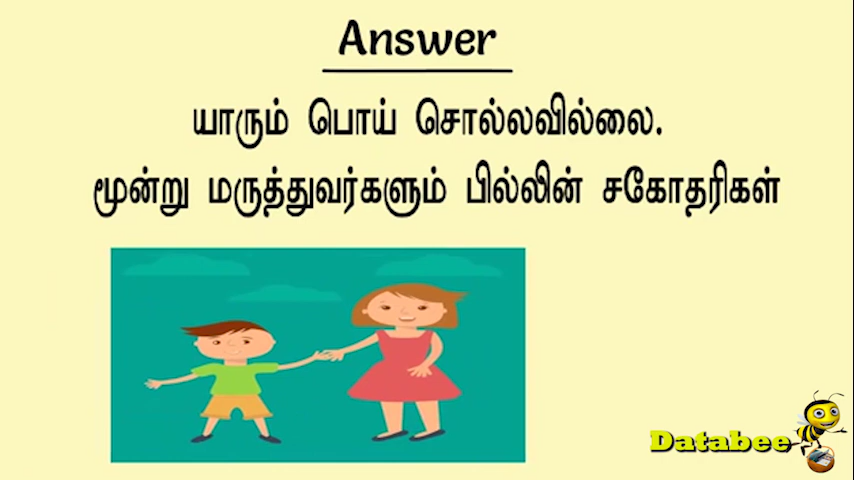 Answer
யாரும் பொய் சொல்லவில்லை.
மூன்று மருத்துவர்களும் பில்லின் சகோதரிகள்
Databee